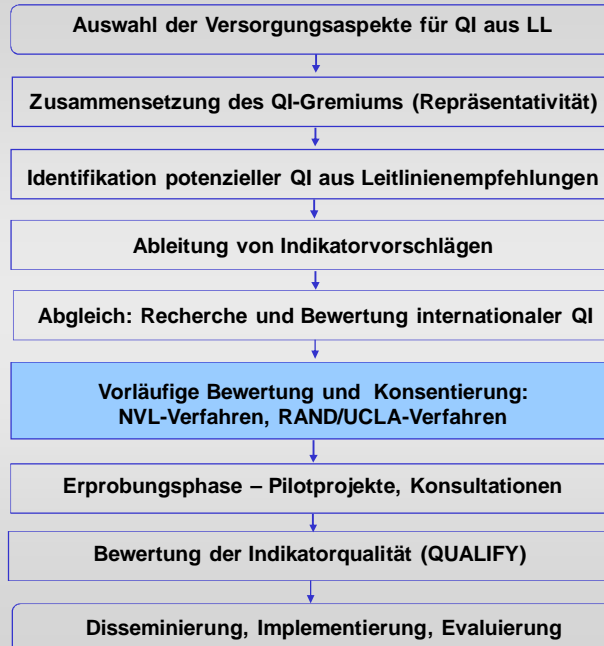 Auswahl der Versorgungsaspekte für QI aus LL
Zusammensetzung des QI-Gremiums (Repräsentativität)
Identifikation potenzieller QI aus Leitlinienempfehlungen
Ableitung von Indikatorvorschlägen
Abgleich: Recherche und Bewertung internationaler QI
Vorläufige Bewertung und Konsentierung:
NVL-Verfahren, RAND/UCLA-Verfahren
Erprobungsphase – Pilotprojekte, Konsultationen
Bewertung der Indikatorqualität (QUALIFY)
Disseminierung, Implementierung, Evaluierung